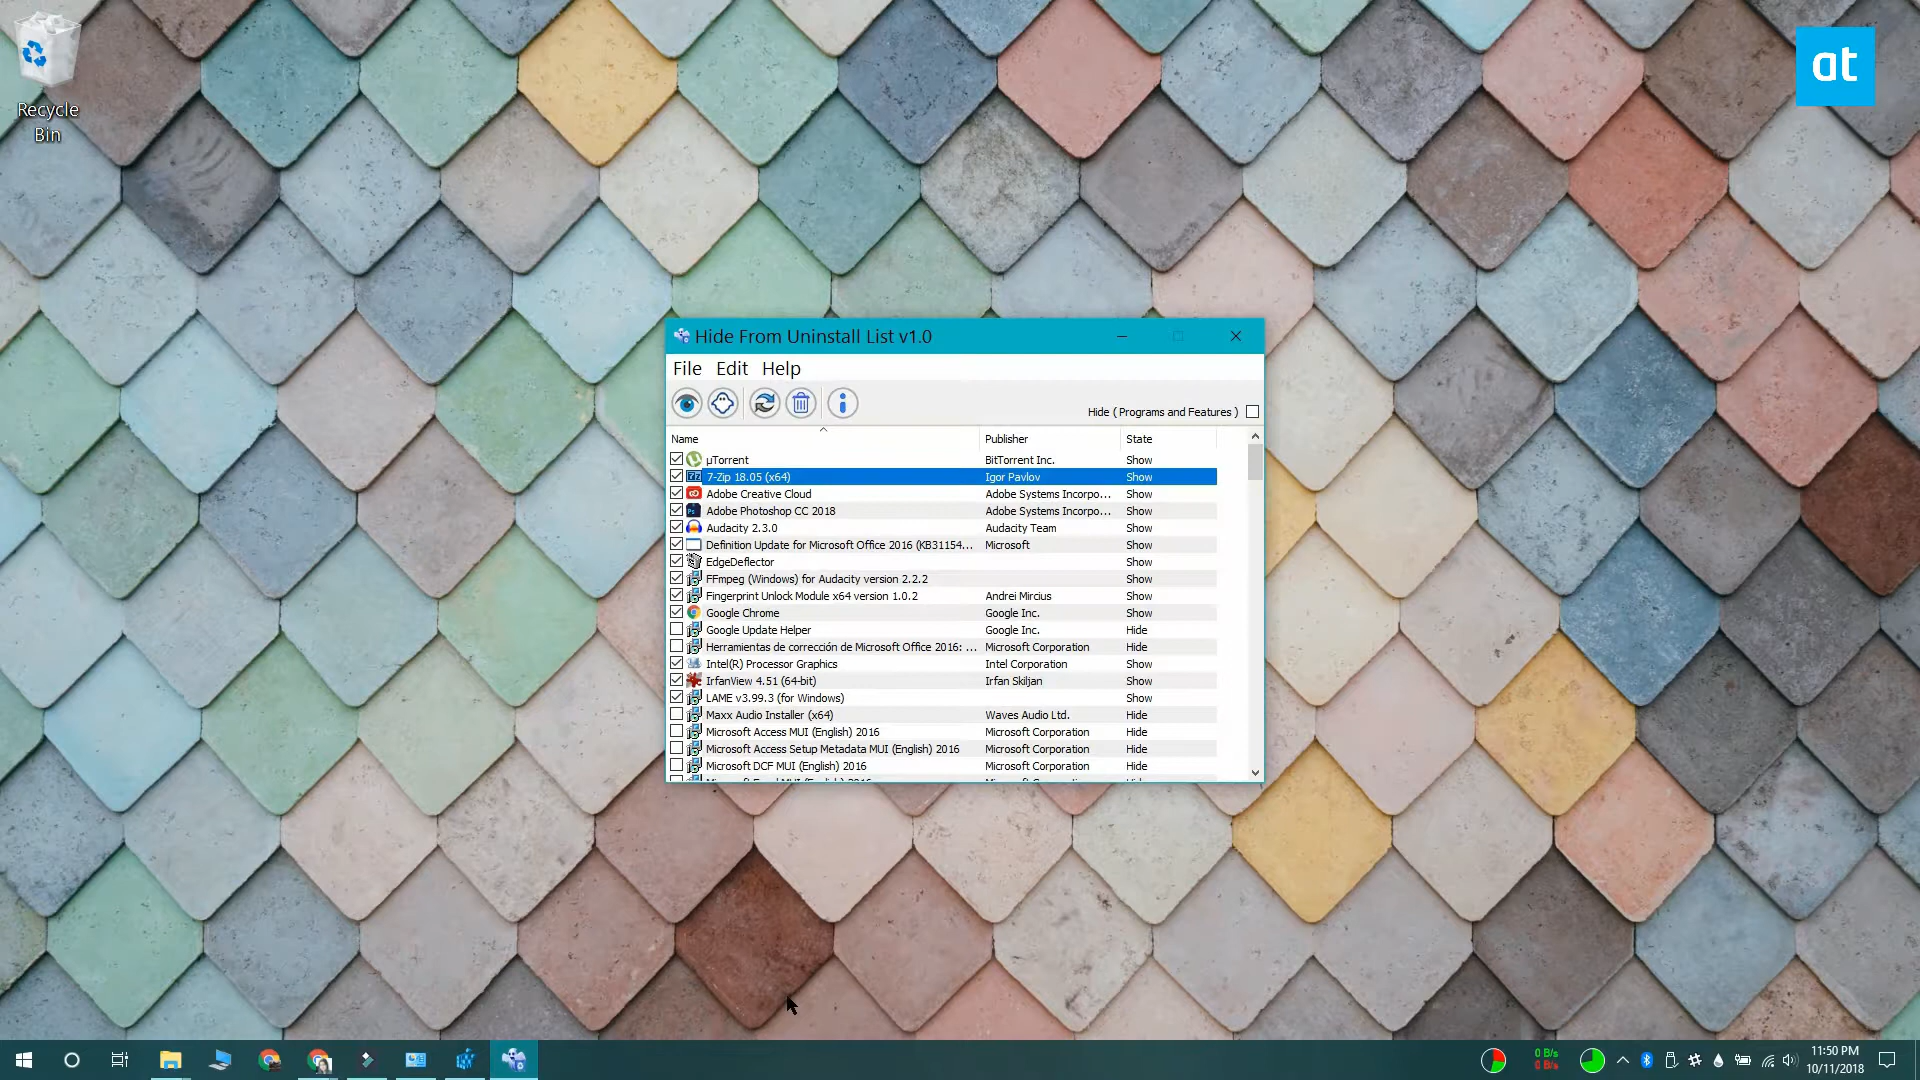 Recycle
Bin
at
Hide From Uninstall List v1.0
File Edit Help
Hide ( Programs and Features )
Name Publisher State
µTorrent BitTorrent Inc. Show
7-Zip 18.05 (x64) Igor Pavlov Show
Adobe Creative Cloud Adobe Systems Incorpo... Show
Adobe Photoshop CC 2018 Adobe Systems Incorpo... Show
Audacity 2.3.0 Audacity Team Show
Definition Update for Microsoft Office 2016 (KB31154... Microsoft Show
EdgeDeflector Show
FFmpeg (Windows) for Audacity version 2.2.2 Show
Fingerprint Unlock Module x64 version 1.0.2 Andrei Mircius Show
Google Chrome Google Inc. Show
Google Update Helper Google Inc. Hide
Herramientas de corrección de Microsoft Office 2016: ... Microsoft Corporation Hide
Intel(R) Processor Graphics Intel Corporation Show
IrfanView 4.51 (64-bit) Irfan Skiljan Show
LAME v3.99.3 (for Windows) Show
Maxx Audio Installer (x64) Waves Audio Ltd. Hide
Microsoft Access MUI (English) 2016 Microsoft Corporation Hide
Microsoft Access Setup Metadata MUI (English) 2016 Microsoft Corporation Hide
Microsoft DCF MUI (English) 2016 Microsoft Corporation Hide
0 B/s
0 B/s
11:50 PM
10/11/2018